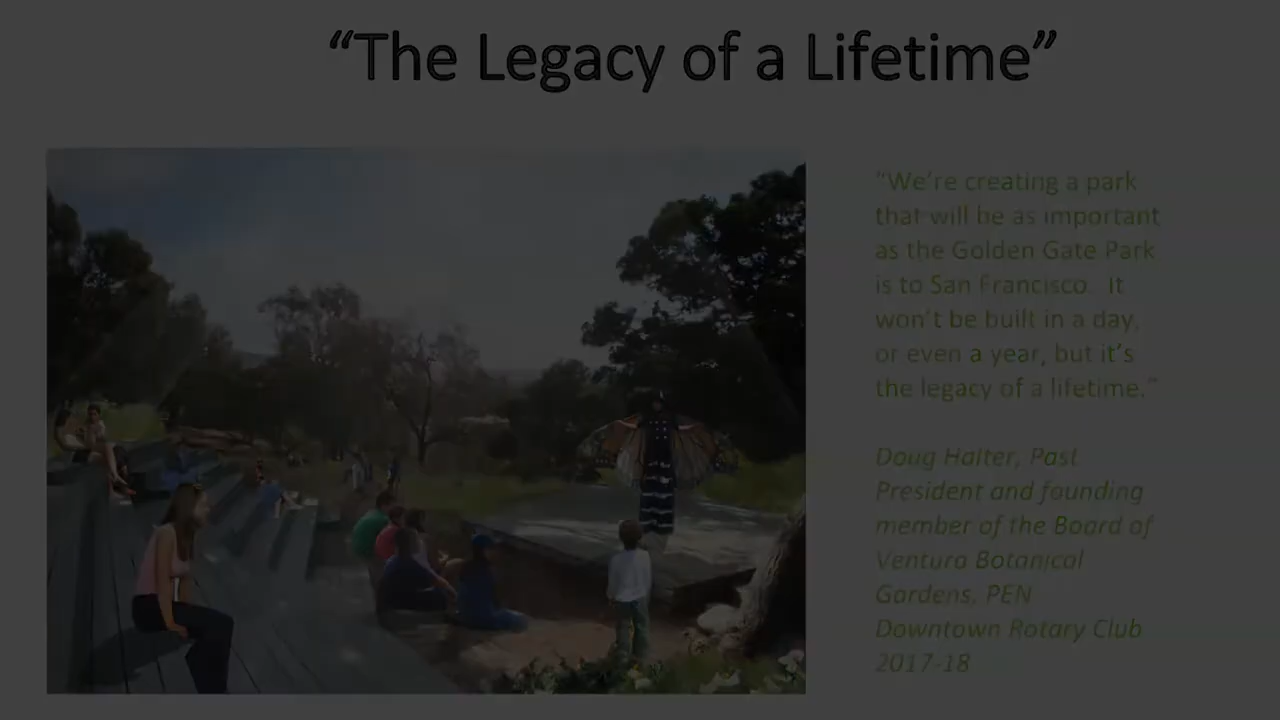 “The Legacy of a Lifetime”
“We’re creating a park
that will be as important
as the Golden Gate Park
is to San Francisco. It
won’t be built in a day,
or even a year, but it’s
the legacy of a lifetime.”
Doug Halter, Past
President and founding
member of the Board of
Ventura Botanical
Gardens. PEN
Downtown Rotary Club
2017-18